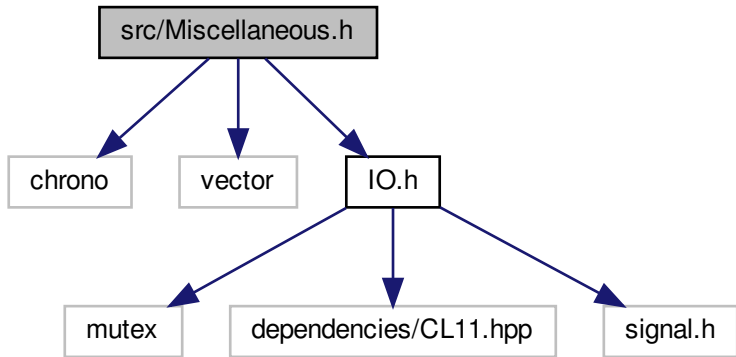 src/Miscellaneous.h
chrono
vector
IO.h
mutex
dependencies/CL11.hpp
signal.h